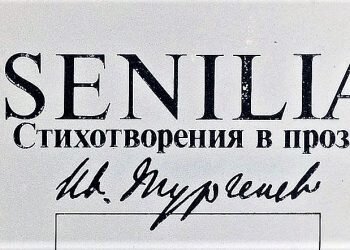 SENILIA
Стихотворения в проз
Ив. Тургенев